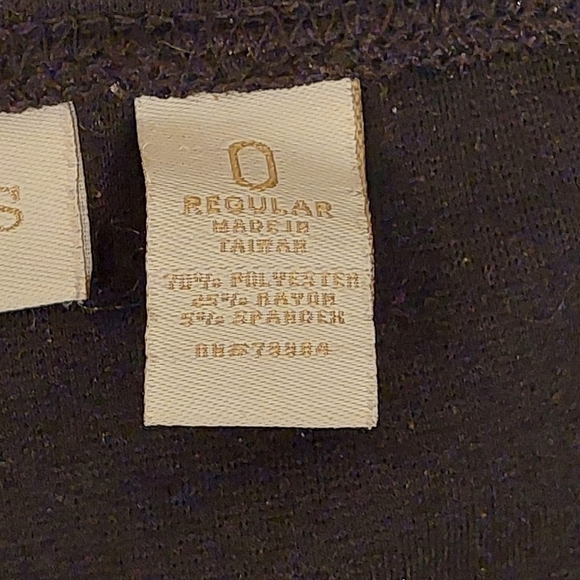 S
0
REGULAR
MADE IN
TAIWAN
70% POLYESTER
25% RAYON
5% SPANDEX